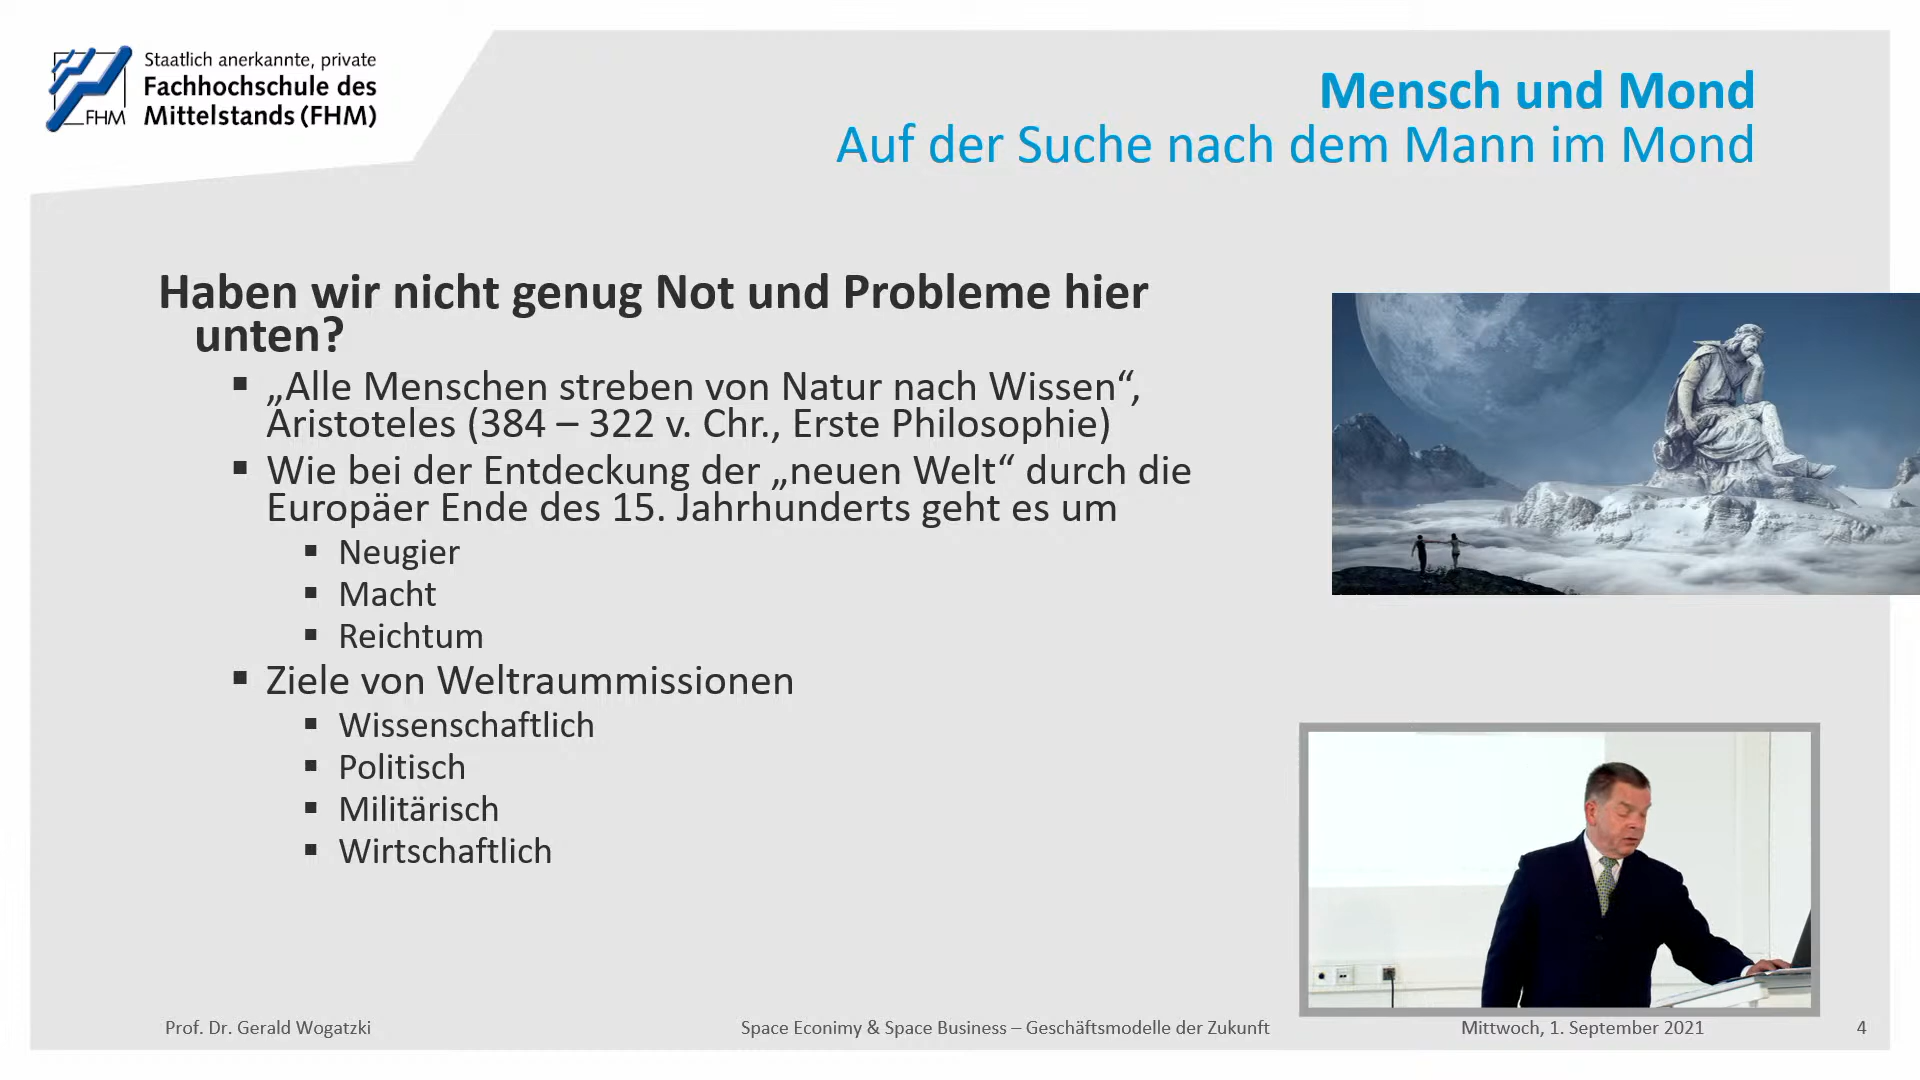 Staatlich anerkannte, private
Fachhochschule des
Mittelstands (FHM)
FHM
Mensch und Mond
Auf der Suche nach dem Mann im Mond
Haben wir nicht genug Not und Probleme hier
unten?
▪ „Alle Menschen streben von Natur nach Wissen“,
Aristoteles (384 – 322 v. Chr., Erste Philosophie)
▪ Wie bei der Entdeckung der „neuen Welt“ durch die
Europäer Ende des 15. Jahrhunderts geht es um
▪ Neugier
▪ Macht
▪ Reichtum
▪ Ziele von Weltraummissionen
▪ Wissenschaftlich
▪ Politisch
▪ Militärisch
▪ Wirtschaftlich
Prof. Dr. Gerald Wogatzki
Space Econimy & Space Business – Geschäftsmodelle der Zukunft
Mittwoch, 1. September 2021
4